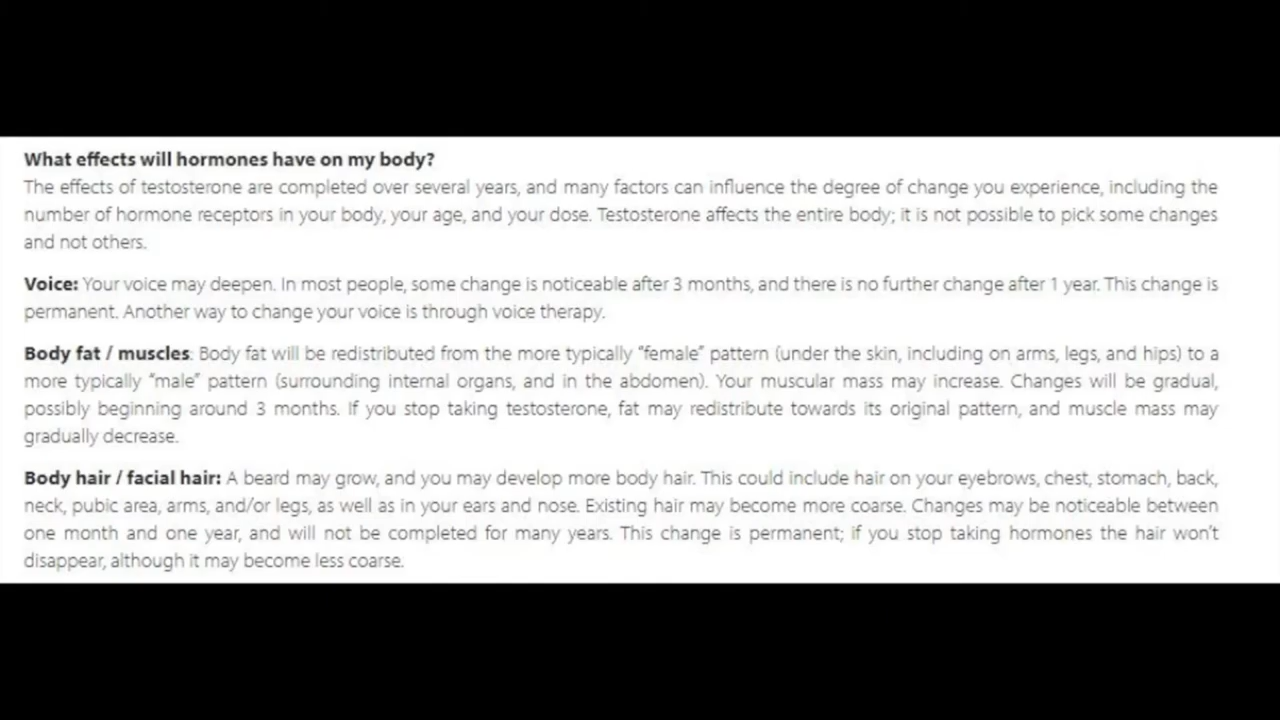 What effects will hormones have on my body?
The effects of testosterone are completed over several years, and many factors can influence the degree of change you experience, including the
number of hormone receptors in your body, your age, and your dose. Testosterone affects the entire body; it is not possible to pick some changes
and not others.
Voice: Your voice may deepen. In most people, some change is noticeable after 3 months, and there is no further change after 1 year. This change is
permanent. Another way to change your voice is through voice therapy.
Body fat / muscles: Body fat will be redistributed from the more typically “female” pattern (under the skin, including on arms, legs, and hips) to a
more typically “male” pattern (surrounding internal organs, and in the abdomen). Your muscular mass may increase. Changes will be gradual,
possibly beginning around 3 months. If you stop taking testosterone, fat may redistribute towards its original pattern, and muscle mass may
gradually decrease.
Body hair / facial hair: A beard may grow, and you may develop more body hair. This could include hair on your eyebrows, chest, stomach, back,
neck, pubic area, arms, and/or legs, as well as in your ears and nose. Existing hair may become more coarse. Changes may be noticeable between
one month and one year, and will not be completed for many years. This change is permanent; if you stop taking hormones the hair won’t
disappear, although it may become less coarse.